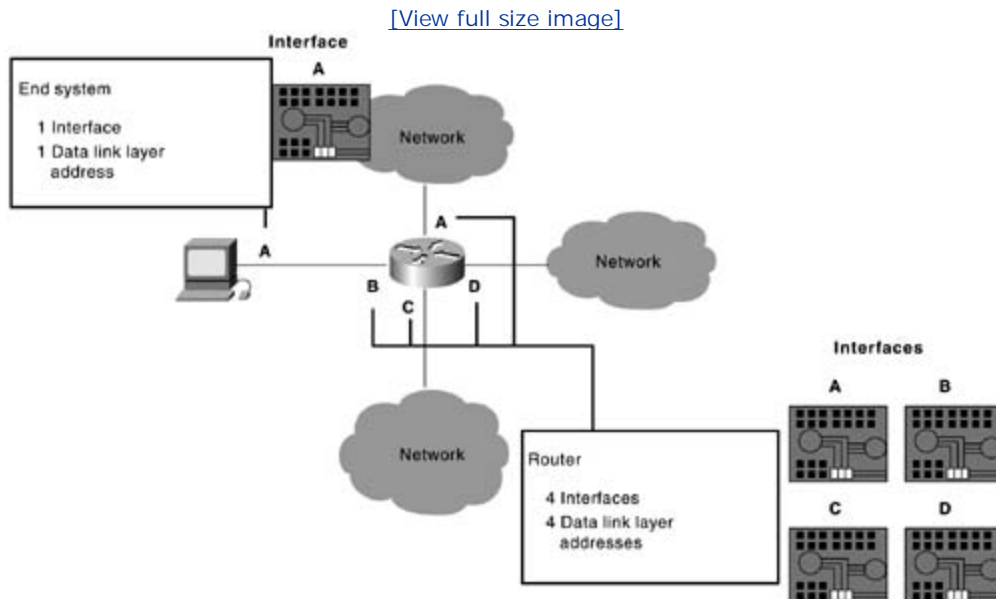 [View full size image]
Interface
A
End system
1 Interface
1 Data link layer
address
Network
A
A
Network
B
D
C
Interfaces
A
B
Network
Router
4 Interfaces
4 Data link layer
addresses
C
D